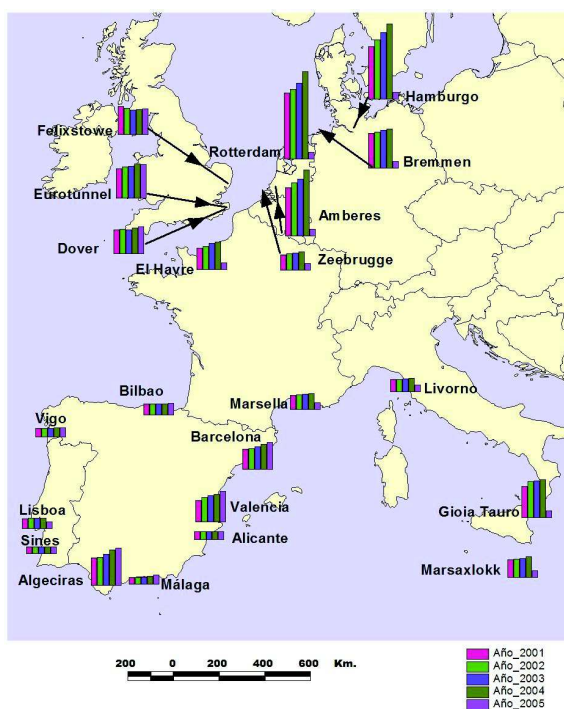 Hamburgo
Felixstowe
Rotterdam
Bremmen
Eurotunnel
Amberes
Dover
Zeebrugge
El Havre
Livorno
Bilbao
Marsella
Vigo
Barcelona
Lisboa
Valencia
Gioia Tauro
Sines
Alicante
Algeciras
Málaga
Marsaxlokk
200 0 200 400 600 Km.
Año_2001
Año_2002
Año_2003
Año_2004
Año_2005